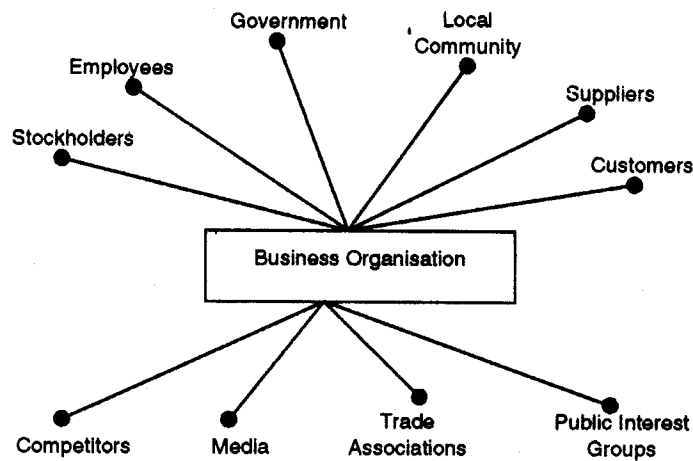 Government
Local
Community
Employees
Suppliers
Stockholders
Customers
Business Organisation
Competitors
Media
Trade
Associations
Public Interest
Groups